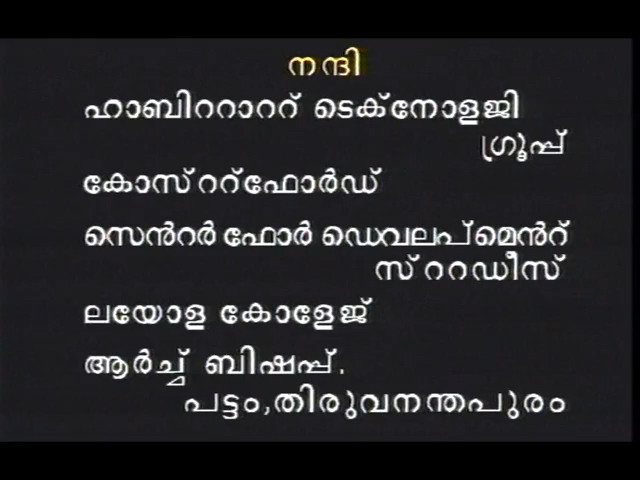 നന്ദി
ഹാബിററാററ് ടെക്നോളജി
ഗ്രൂപ്പ്
കോസ്ററ്ഫോർഡ്
സെൻറർ ഫോർ ഡെവലപ്മെൻറ്
സ്ററഡീസ്
ലയോള കോളേജ്
ആർച്ച് ബിഷപ്പ്.
പട്ടം,തിരുവനന്തപുരം